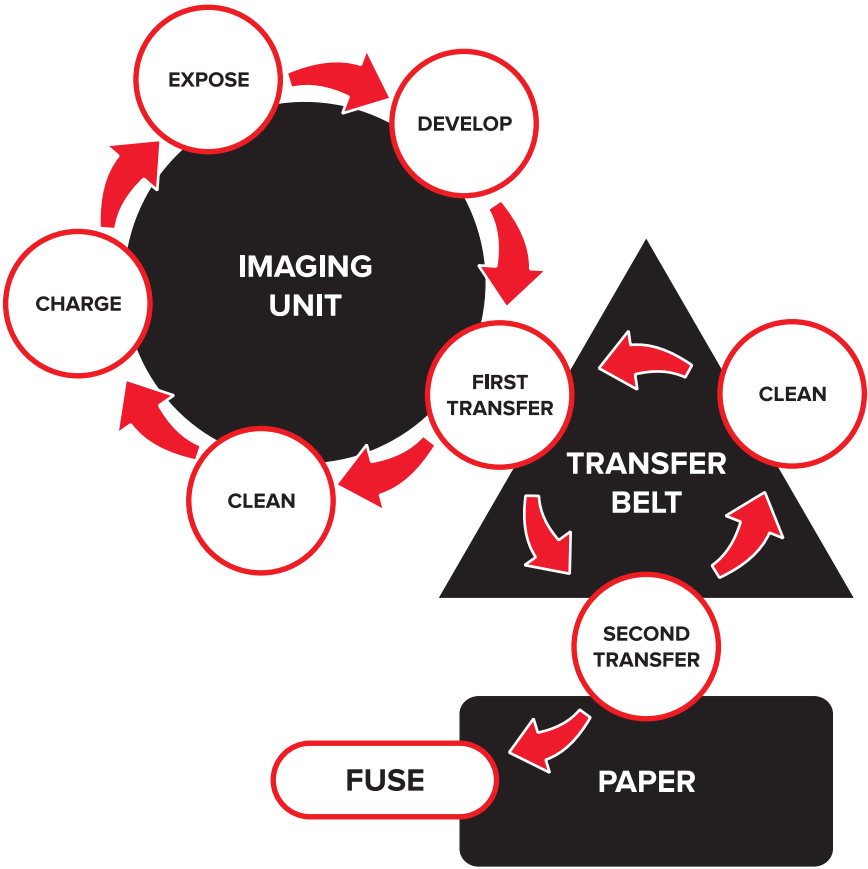 EXPOSE
DEVELOP
IMAGING
UNIT
CHARGE
FIRST
TRANSFER
CLEAN
CLEAN
TRANSFER
BELT
SECOND
TRANSFER
FUSE
PAPER